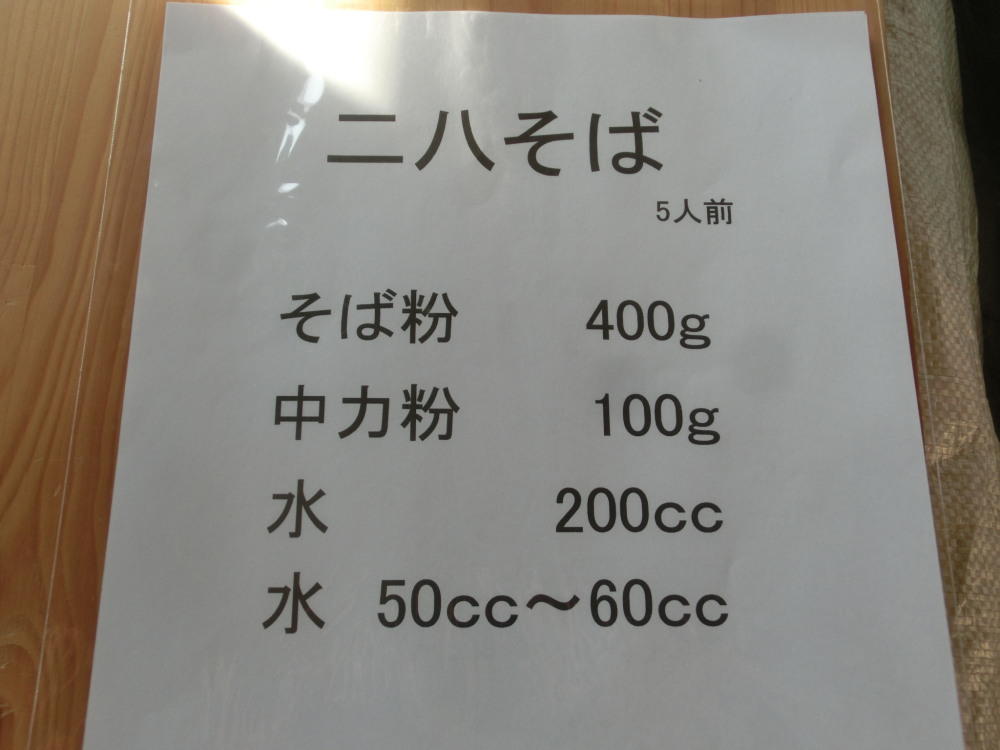 二八そば
5人前
そば粉 400g
中力粉 100g
水 200cc
水 50cc～60cc